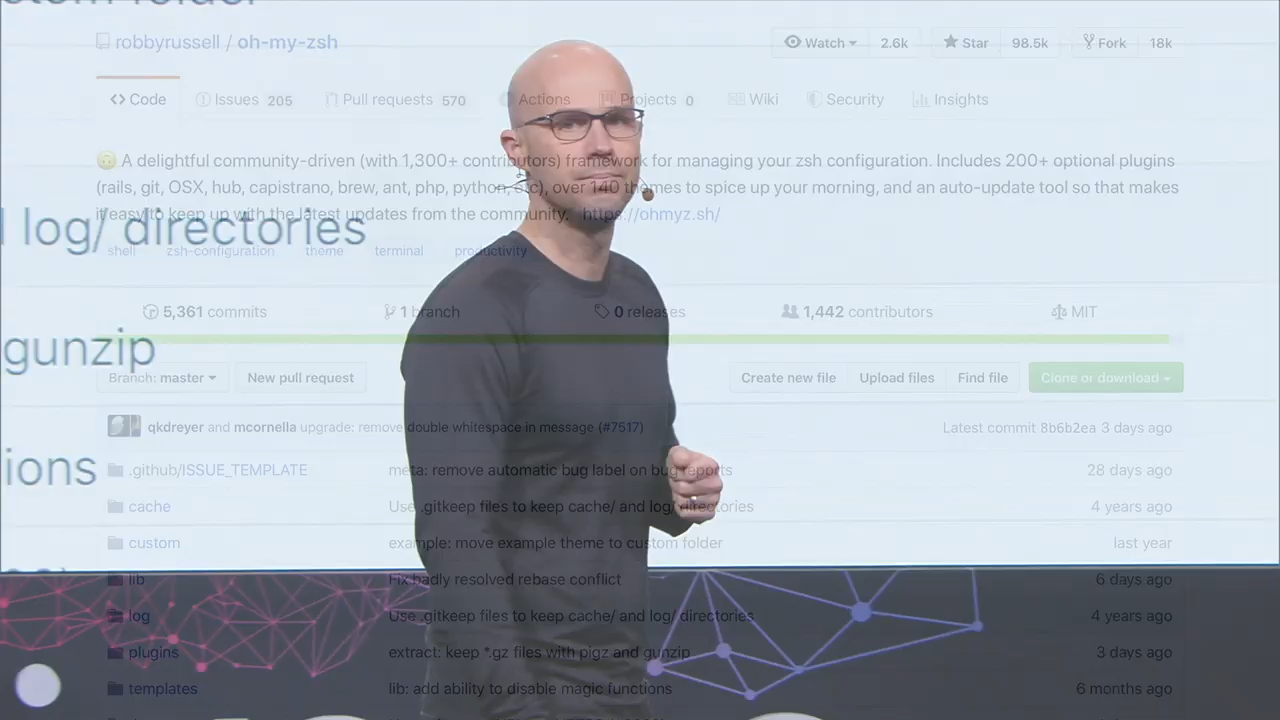 stom folder
robbyrussell / oh-my-zsh
Watch 2.6k Star 98.5k Fork 18k
Code Issues 205 Pull requests 570 Actions Projects 0 Wiki Security Insights
A delightful community-driven (with 1,300+ contributors) framework for managing your zsh configuration. Includes 200+ optional plugins
(rails, git, OSX, hub, capistrano, brew, ant, php, python, etc), over 140 themes to spice up your morning, and an auto-update tool so that makes
it easy to keep up with the latest updates from the community. https://ohmyz.sh/
log/ directories
shell zsh-configuration theme terminal productivity
5,361 commits 1 branch 0 releases 1,442 contributors MIT
gunzip
Branch: master New pull request Create new file Upload files Find file Clone or download
qkdreyer and mcornella upgrade: remove double whitespace in message (#7517) Latest commit 8b6b2ea 3 days ago
ions
.github/ISSUE_TEMPLATE meta: remove automatic bug label on bug reports 28 days ago
cache Use .gitkeep files to keep cache/ and log/ directories 4 years ago
custom example: move example theme to custom folder last year
lib Fix badly resolved rebase conflict 6 days ago
log Use .gitkeep files to keep cache/ and log/ directories 4 years ago
plugins extract: keep *.gz files with pigz and gunzip 3 days ago
templates lib: add ability to disable magic functions 6 months ago